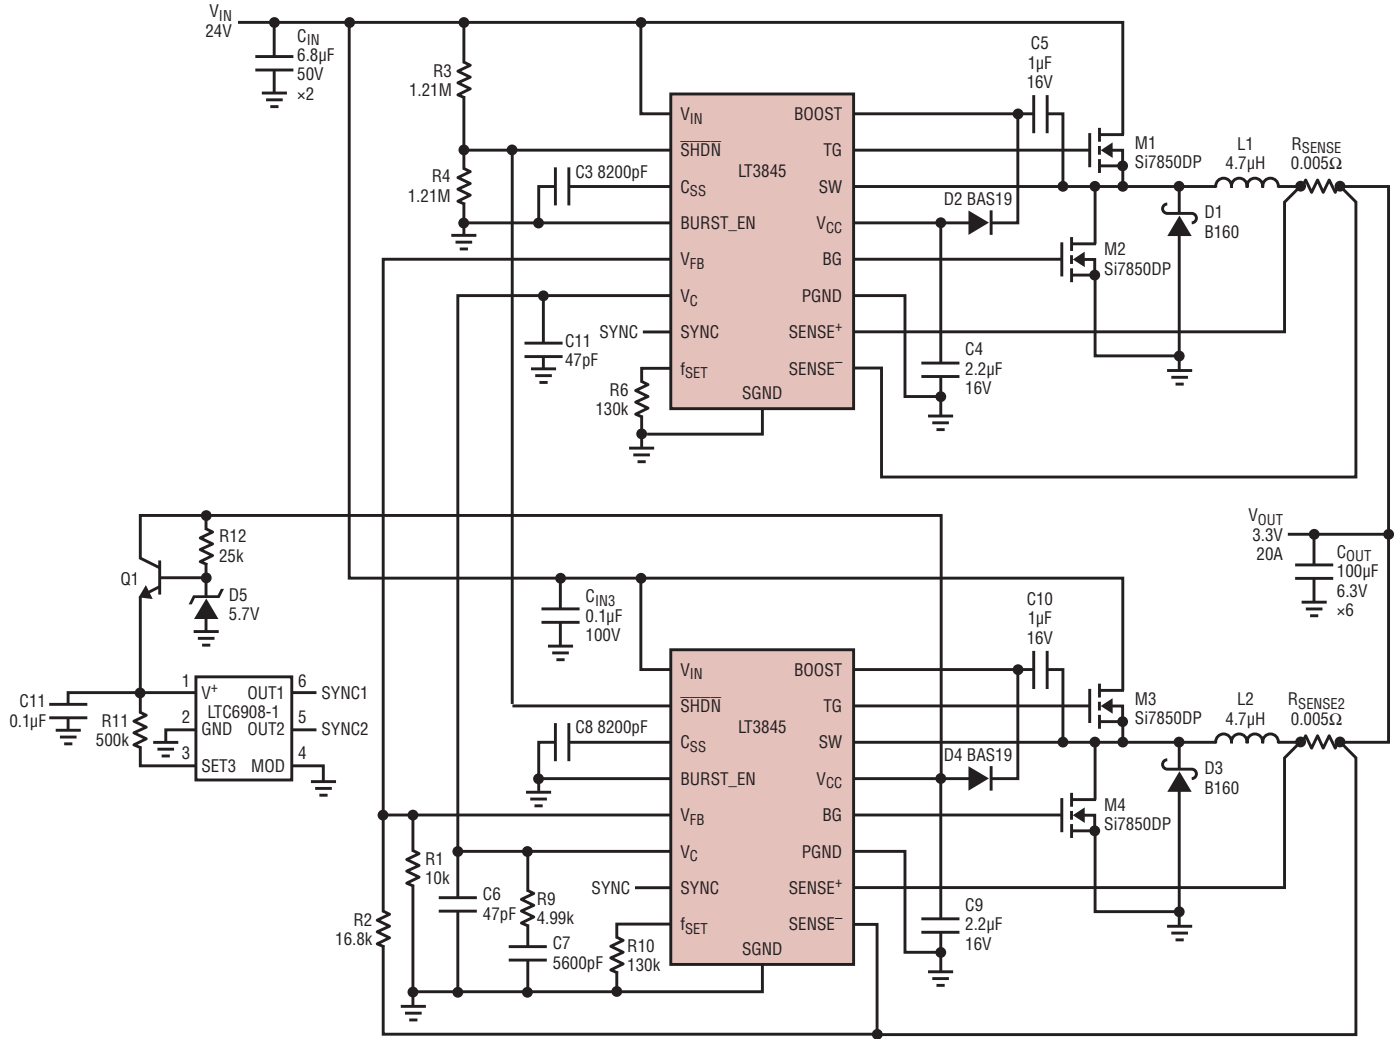 VIN
24V
CIN
6.8µF
50V
×2
R3
1.21M
R4
1.21M
C3 8200pF
C11
47pF
SYNC
R6
130k
VIN
SHDN
CSS
BURST_EN
VFB
VC
SYNC
fSET
LT3845
SGND
BOOST
TG
SW
VCC
BG
PGND
SENSE+
SENSE–
C5
1µF
16V
D2 BAS19
M1
Si7850DP
M2
Si7850DP
D1
B160
L1
4.7µH
RSENSE
0.005Ω
C4
2.2µF
16V
VOUT
3.3V
20A
COUT
100µF
6.3V
×6
R12
25k
Q1
D5
5.7V
C11
0.1µF
R11
500k
1
2
3
V+
GND
SET3
LTC6908-1
OUT1
OUT2
MOD
6
5
4
SYNC1
SYNC2
CIN3
0.1µF
100V
C8 8200pF
R1
10k
R2
16.8k
C6
47pF
R9
4.99k
C7
5600pF
SYNC
R10
130k
VIN
SHDN
CSS
BURST_EN
VFB
VC
SYNC
fSET
LT3845
SGND
BOOST
TG
SW
VCC
BG
PGND
SENSE+
SENSE–
C10
1µF
16V
D4 BAS19
M3
Si7850DP
M4
Si7850DP
D3
B160
L2
4.7µH
RSENSE2
0.005Ω
C9
2.2µF
16V